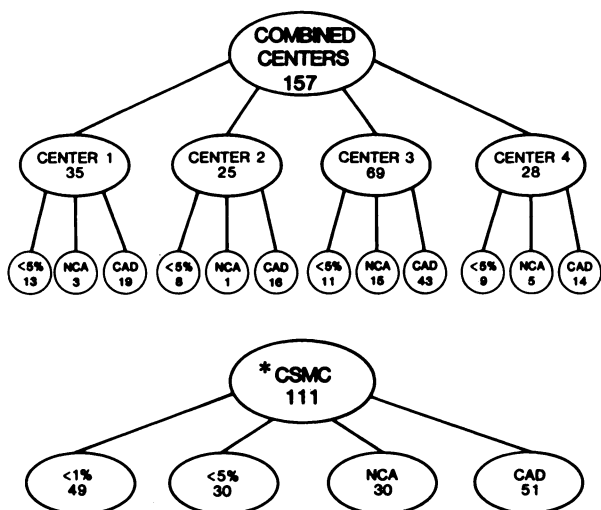 COMBINED
CENTERS
157
CENTER 1
35
CENTER 2
25
CENTER 3
69
CENTER 4
28
<5%
13
NCA
3
CAD
19
<5%
8
NCA
1
CAD
16
<5%
11
NCA
15
CAD
43
<5%
9
NCA
5
CAD
14
* CSMC
111
<1%
49
<5%
30
NCA
30
CAD
51